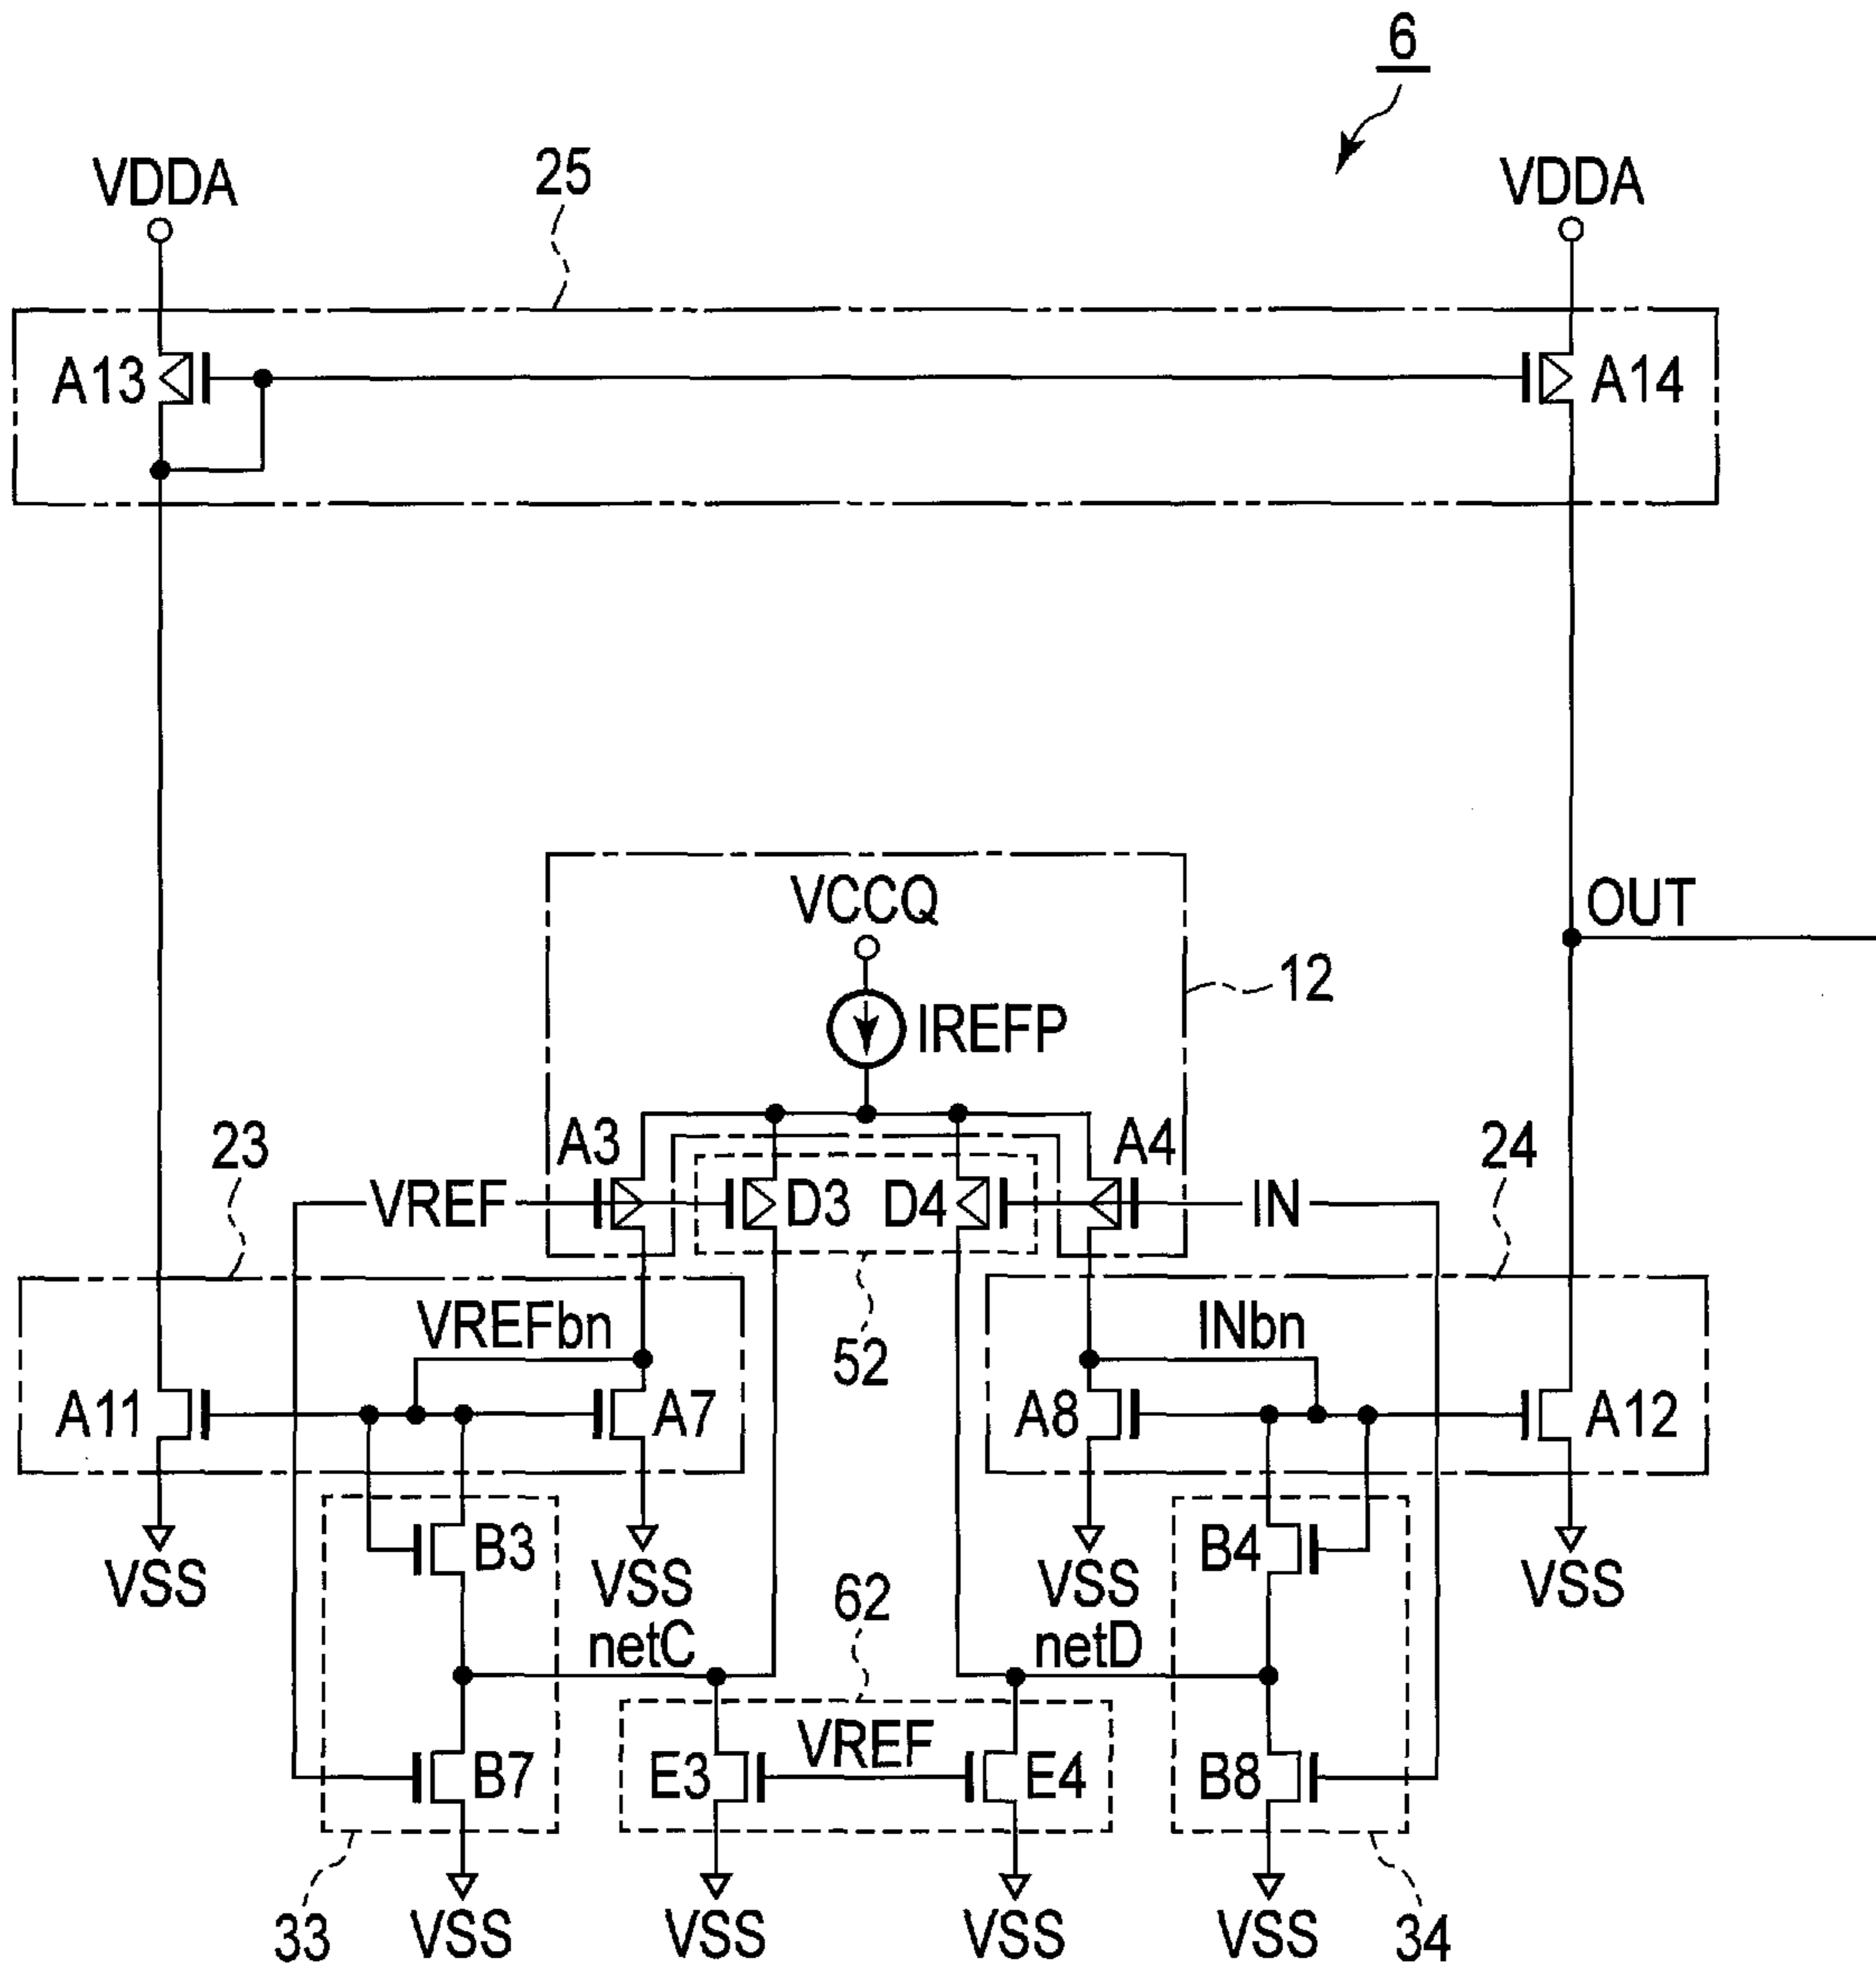 6
25
VDDA
VDDA
A13
A14
VCCQ
OUT
12
IREFP
A3
A4
23
24
VREF
D3
D4
IN
VREFbn
INbn
52
A11
A7
A8
A12
B3
B4
VSS
VSS
VSS
VSS
62
netC
netD
VREF
B7
E3
E4
B8
33
VSS
VSS
VSS
VSS
34